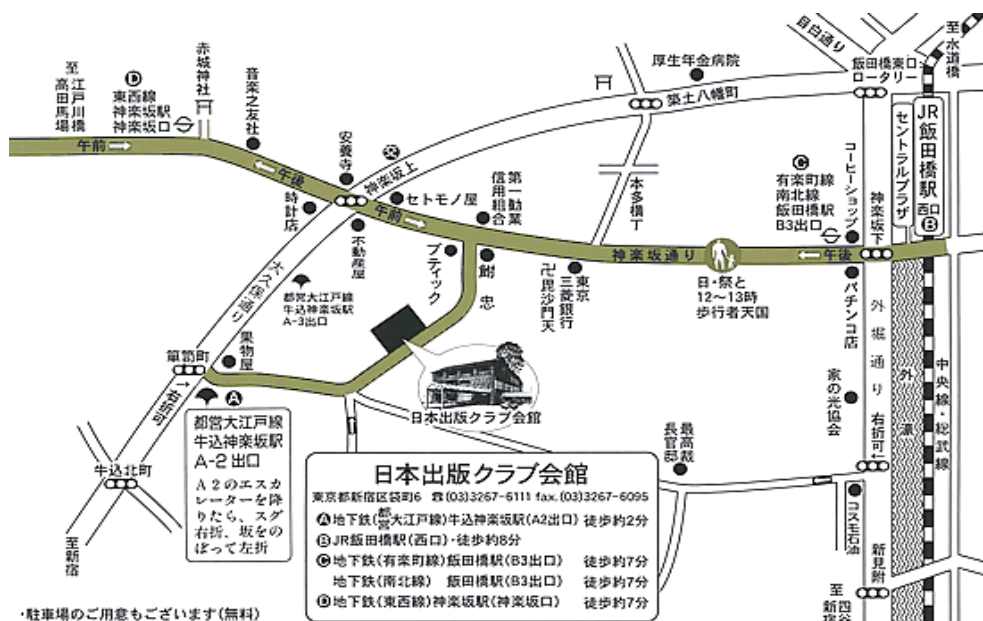 至水道橋
目白通り
厚生年金病院
飯田橋東口
ロータリー
赤城神社
至
高田馬場
江戸川橋
D
東西線
神楽坂駅
神楽坂口
音楽之友社
築土八幡町
JR飯田橋駅
西口
B
セントラルプラザ
午前
安養寺
交
神楽坂上
午後
セトモノ屋
午前
第一勧業
信用組合
本多横丁
C
有楽町線
南北線
飯田橋駅
B3出口
コーヒーショップ
神楽坂下
時計店
不動産屋
ブティック
鮒忠
神楽坂通り
午後
大久保通り
都営大江戸線
牛込神楽坂駅
A-3出口
東京
三菱銀行
卍毘沙門天
日・祭と
12〜13時
歩行者天国
パチンコ店
外堀通り
外濠
中央線・総武線
箪笥町
果物屋
右折可
A
日本出版クラブ会館
家の光協会
右折可
都営大江戸線
牛込神楽坂駅
A-2出口
A2のエスカ
レーターを降
りたら、スグ
右折、坂をの
ぼって左折
牛込北町
至新宿
最高裁
長官邸
コスモ石油
新見附
至
四谷
新宿
日本出版クラブ会館
東京都新宿区袋町6 ☎(03)3267-6111 fax.(03)3267-6095
A地下鉄(都営大江戸線)牛込神楽坂駅(A2出口) 徒歩約2分
B JR飯田橋駅(西口)・徒歩約8分
C地下鉄(有楽町線)飯田橋駅(B3出口) 徒歩約7分
地下鉄(南北線) 飯田橋駅(B3出口) 徒歩約7分
D地下鉄(東西線)神楽坂駅(神楽坂口) 徒歩約7分
・駐車場のご用意もございます(無料)